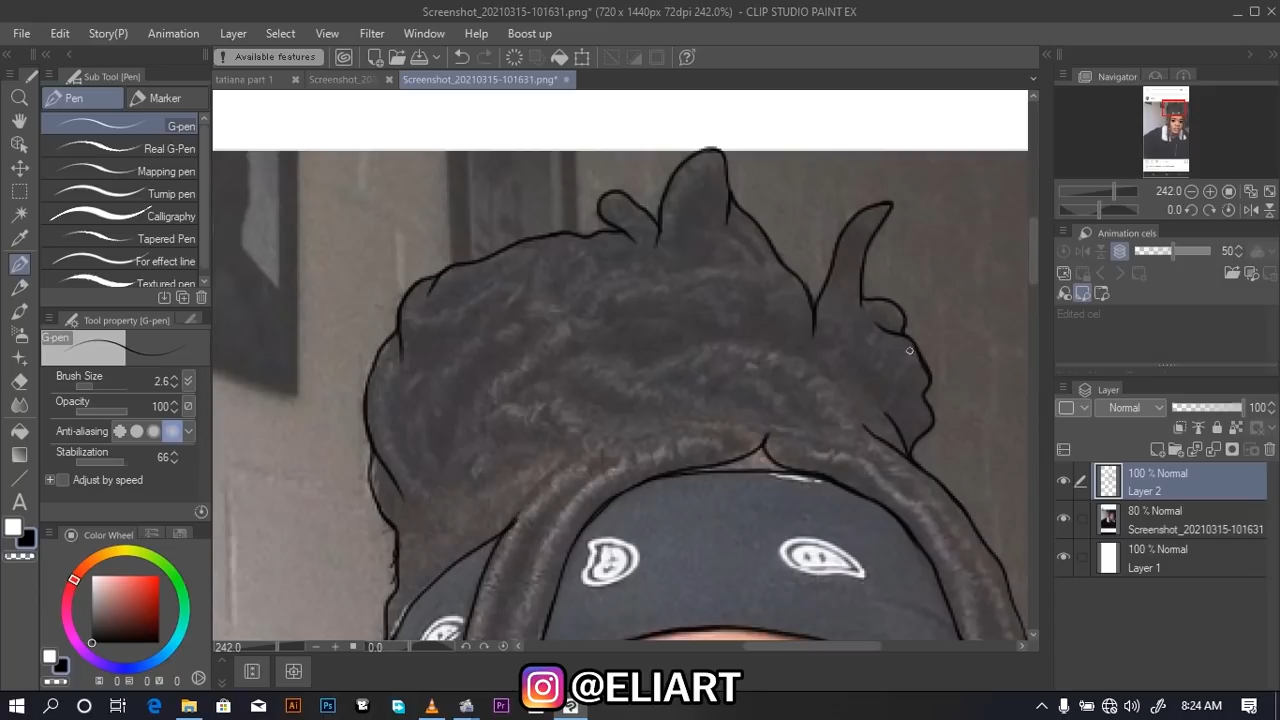 Screenshot_20210315-101631.png* (720 x 1440px 72dpi 242.0%) - CLIP STUDIO PAINT EX
File Edit Story(P) Animation Layer Select View Filter Window Help Boost up
Available features
Sub Tool [Pen]
tatiana part 1
Screenshot_202
Screenshot_20210315-101631.png*
Navigator
Pen
Marker
G-pen
Real G-Pen
Mapping pen
Turnip pen
Calligraphy
Tapered Pen
For effect line
Textured pen
242.0
0.0
Animation cels
50
Edited cel
Tool property [G-pen]
G-pen
Brush Size 2.6
Opacity 100
Anti-aliasing
Stabilization 66
Adjust by speed
Layer
Normal 100
100 % Normal
Layer 2
80 % Normal
Screenshot_20210315-101631
100 % Normal
Layer 1
Color Wheel
H 0 S 0 V 0
242.0 0.0
@ELIART
8:24 AM